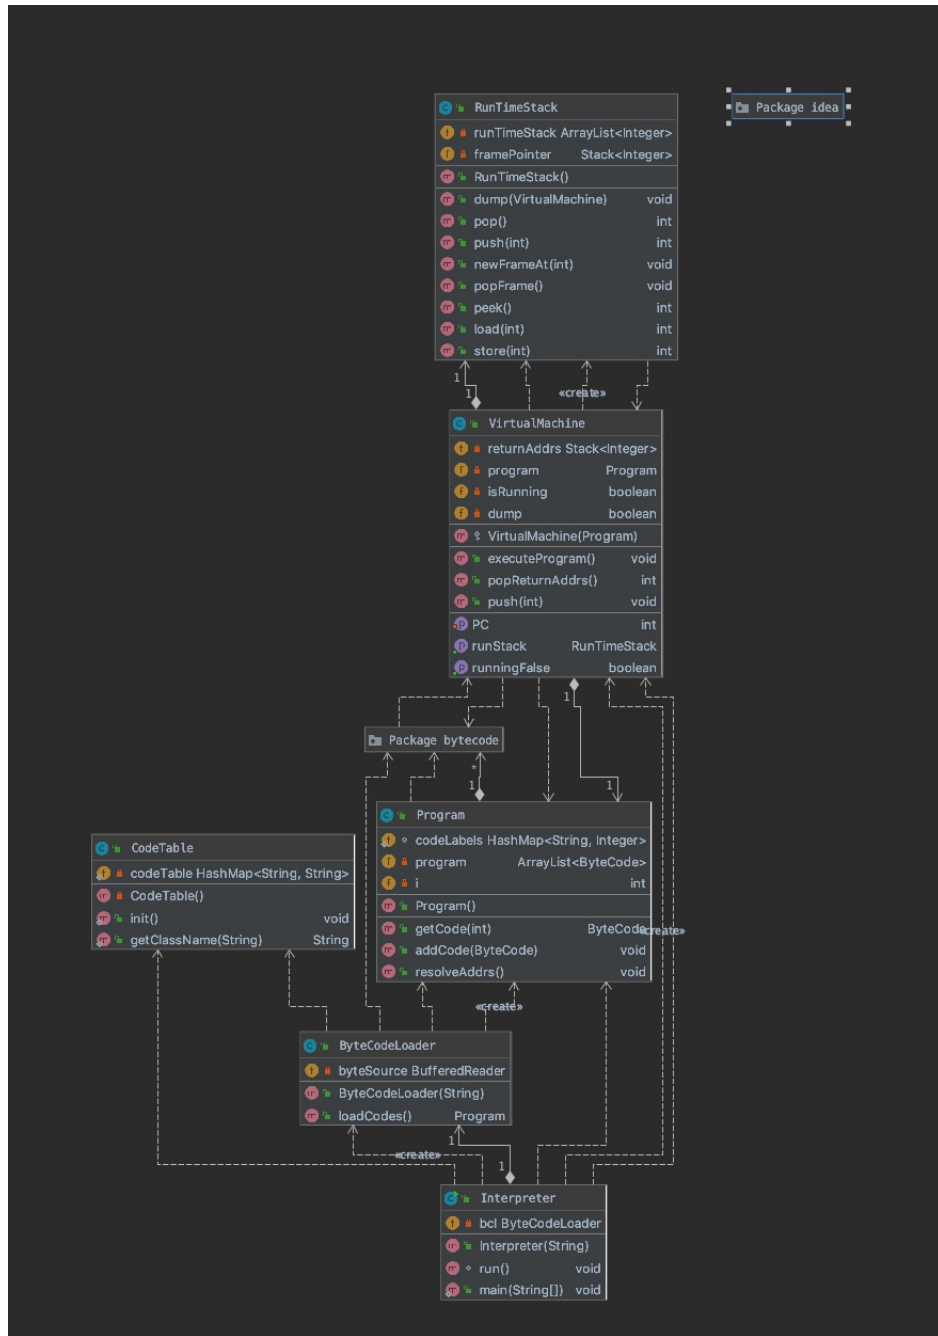 RunTimeStack
Package idea
runTimeStack ArrayList<Integer>
framePointer Stack<Integer>
RunTimeStack()
dump(VirtualMachine) void
pop() int
push(int) int
newFrameAt(int) void
popFrame() void
peek() int
load(int) int
store(int) int
1
1
«create»
VirtualMachine
returnAddrs Stack<Integer>
program Program
isRunning boolean
dump boolean
VirtualMachine(Program)
executeProgram() void
popReturnAddrs() int
push(int) void
PC int
runStack RunTimeStack
runningFalse boolean
1
Package bytecode
*
1
1
Program
codeLabels HashMap<String, Integer>
program ArrayList<ByteCode>
i int
Program()
getCode(int) ByteCode
addCode(ByteCode) void
resolveAddrs() void
«create»
CodeTable
codeTable HashMap<String, String>
CodeTable()
init() void
getClassName(String) String
«create»
ByteCodeLoader
byteSource BufferedReader
ByteCodeLoader(String)
loadCodes() Program
1
«create»
1
Interpreter
bcl ByteCodeLoader
Interpreter(String)
run() void
main(String[]) void